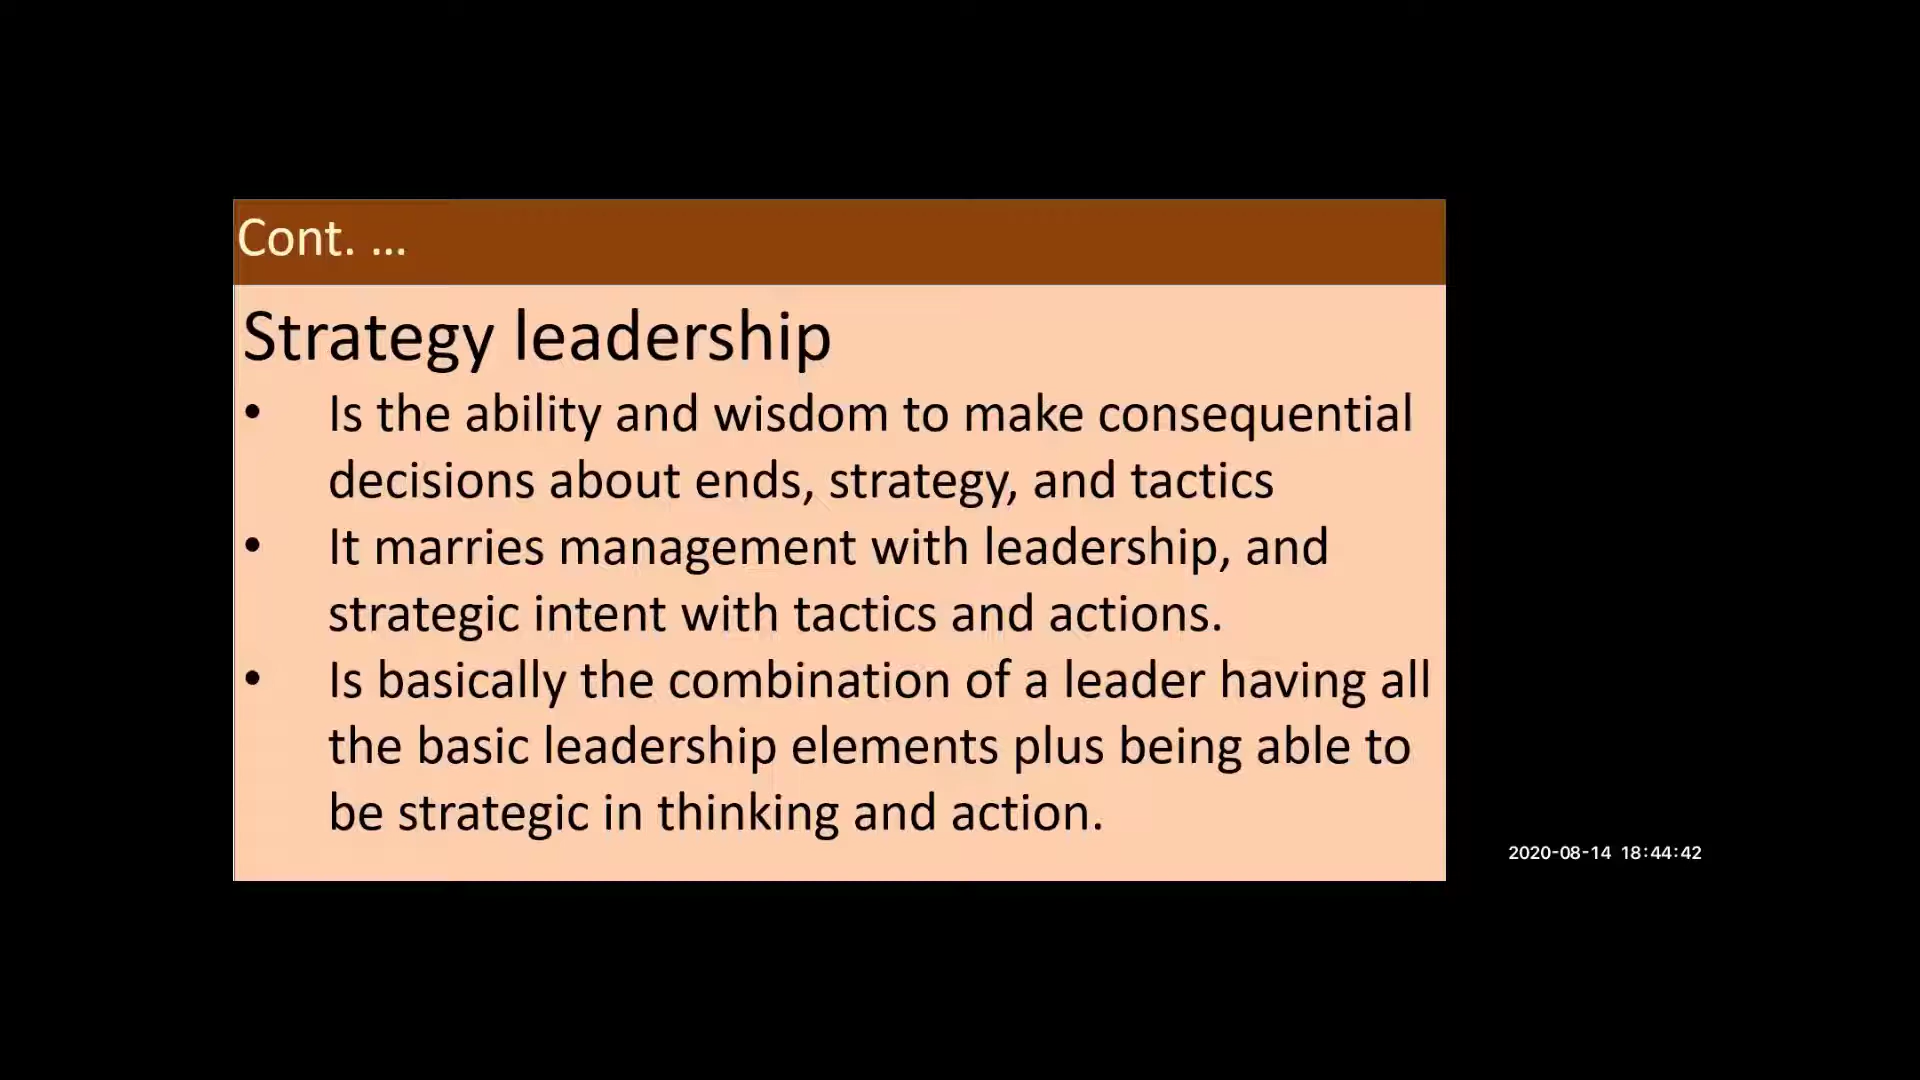 Cont. ...
Strategy leadership
• Is the ability and wisdom to make consequential
decisions about ends, strategy, and tactics
• It marries management with leadership, and
strategic intent with tactics and actions.
• Is basically the combination of a leader having all
the basic leadership elements plus being able to
be strategic in thinking and action.
2020-08-14 18:44:42